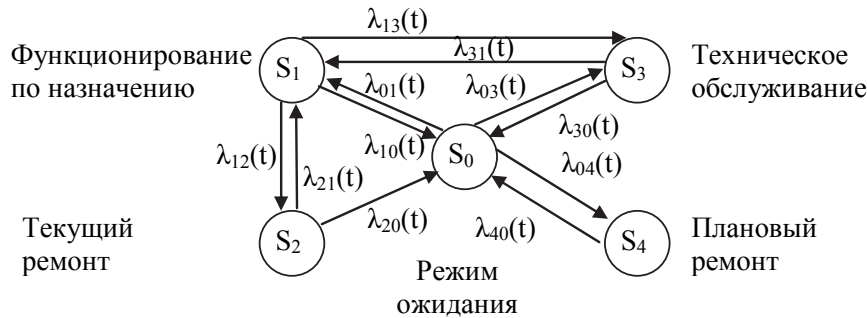 λ13(t)
Функционирование
по назначению
S1
λ31(t)
S3
Техническое
обслуживание
λ01(t)
λ03(t)
λ12(t)
λ21(t)
λ10(t)
S0
λ30(t)
λ04(t)
Текущий
ремонт
S2
λ20(t)
λ40(t)
S4
Плановый
ремонт
Режим
ожидания